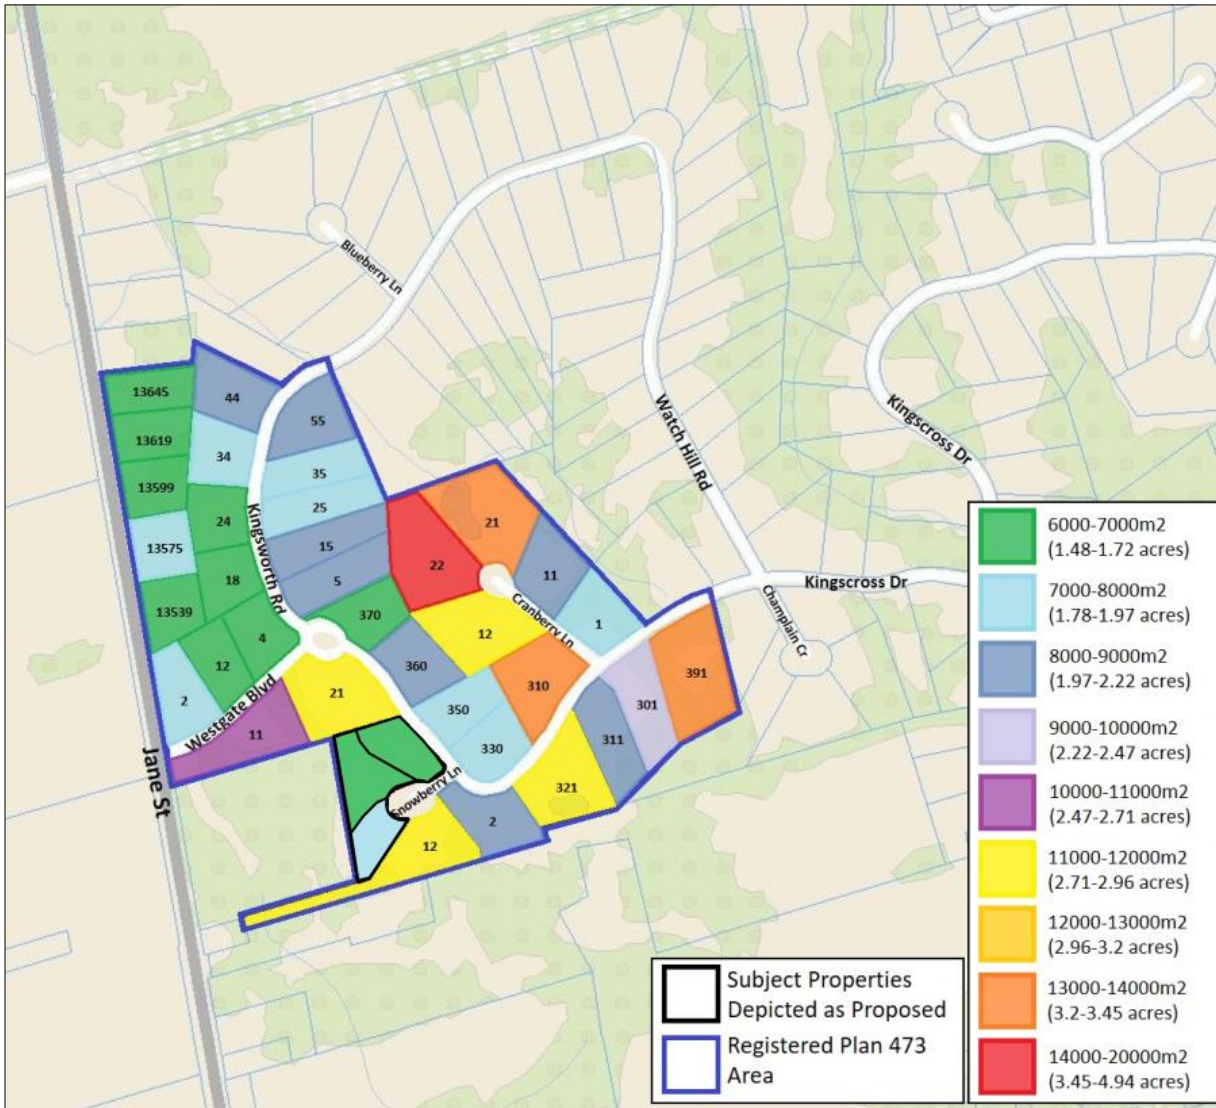 Blueberry Ln
13645
44
55
13619
34
35
13599
25
24
21
Kingsworth Rd
15
13575
22
11
5
18
Cranberry Ln
13539
370
4
12
1
12
360
310
391
301
2
21
Westgate Blvd
350
11
330
311
Snowberry Ln
321
2
12
Jane St
Watch Hill Rd
Kingscross Dr
Kingscross Dr
Champlain Cr
6000-7000m2
(1.48-1.72 acres)
7000-8000m2
(1.78-1.97 acres)
8000-9000m2
(1.97-2.22 acres)
9000-10000m2
(2.22-2.47 acres)
10000-11000m2
(2.47-2.71 acres)
11000-12000m2
(2.71-2.96 acres)
12000-13000m2
(2.96-3.2 acres)
13000-14000m2
(3.2-3.45 acres)
14000-20000m2
(3.45-4.94 acres)
Subject Properties
Depicted as Proposed
Registered Plan 473
Area